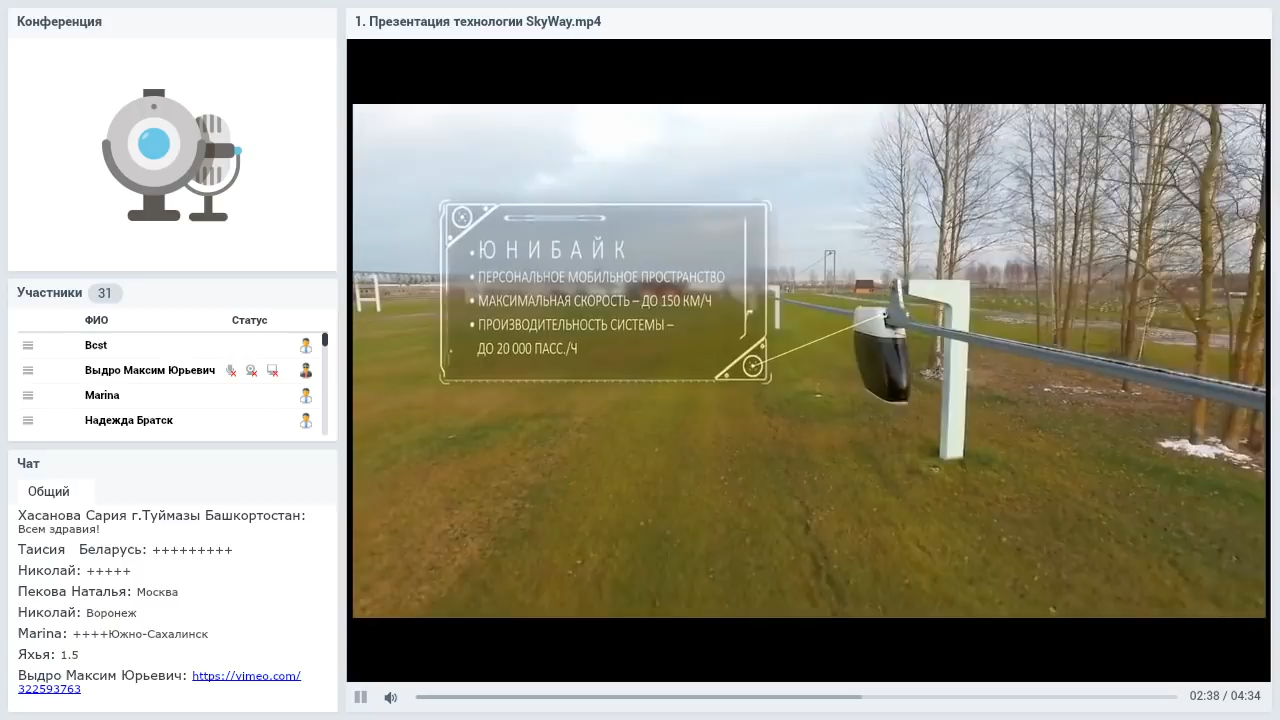 Конференция
Участники 31
ФИО Статус
Bcst
Выдро Максим Юрьевич
Marina
Надежда Братск
Чат
Общий
Хасанова Сария г.Туймазы Башкортостан:
Всем здравия!
Таисия Беларусь: +++++++++
Николай: +++++
Пекова Наталья: Москва
Николай: Воронеж
Marina: ++++Южно-Сахалинск
Яхья: 1.5
Выдро Максим Юрьевич: https://vimeo.com/
322593763
1. Презентация технологии SkyWay.mp4
• ЮНИБАЙК
• ПЕРСОНАЛЬНОЕ МОБИЛЬНОЕ ПРОСТРАНСТВО
• МАКСИМАЛЬНАЯ СКОРОСТЬ – ДО 150 КМ/Ч
• ПРОИЗВОДИТЕЛЬНОСТЬ СИСТЕМЫ –
ДО 20 000 ПАСС./Ч
02:38 / 04:34